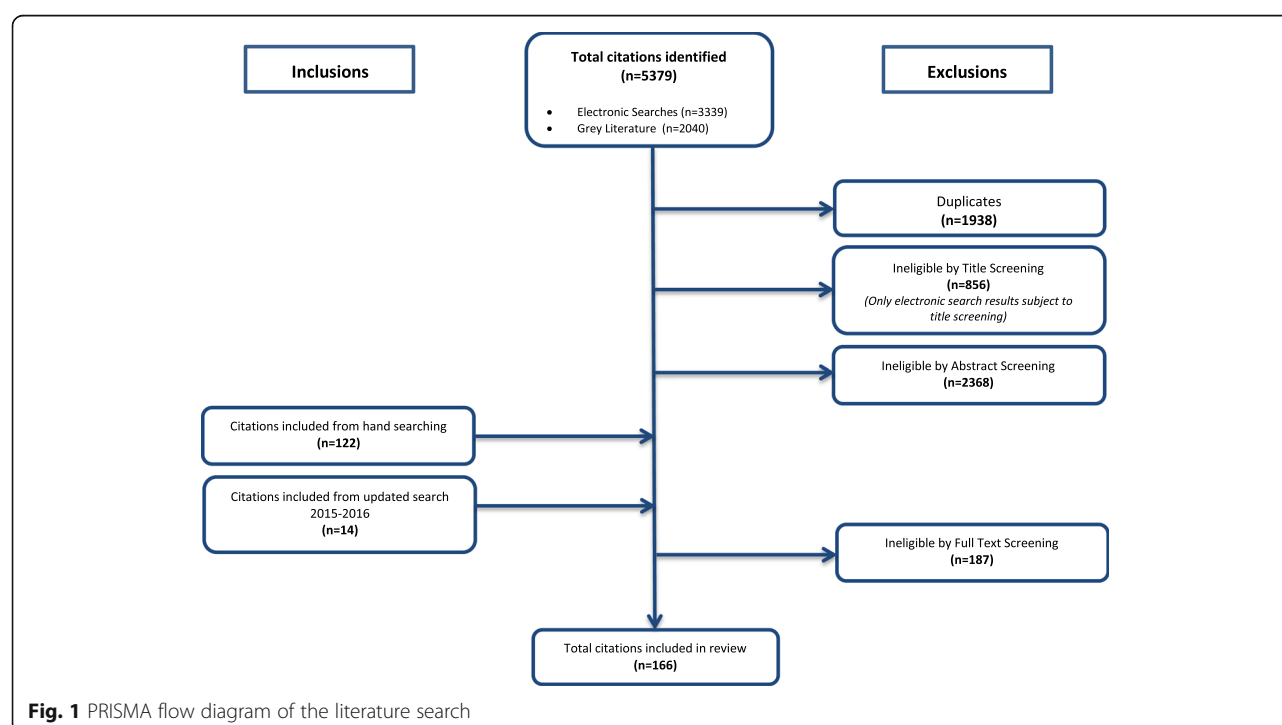 Inclusions
Total citations identified
(n=5379)
• Electronic Searches (n=3339)
• Grey Literature (n=2040)
Exclusions
Duplicates
(n=1938)
Ineligible by Title Screening
(n=856)
(Only electronic search results subject to
title screening)
Ineligible by Abstract Screening
(n=2368)
Citations included from hand searching
(n=122)
Citations included from updated search
2015-2016
(n=14)
Ineligible by Full Text Screening
(n=187)
Total citations included in review
(n=166)
Fig. 1 PRISMA flow diagram of the literature search